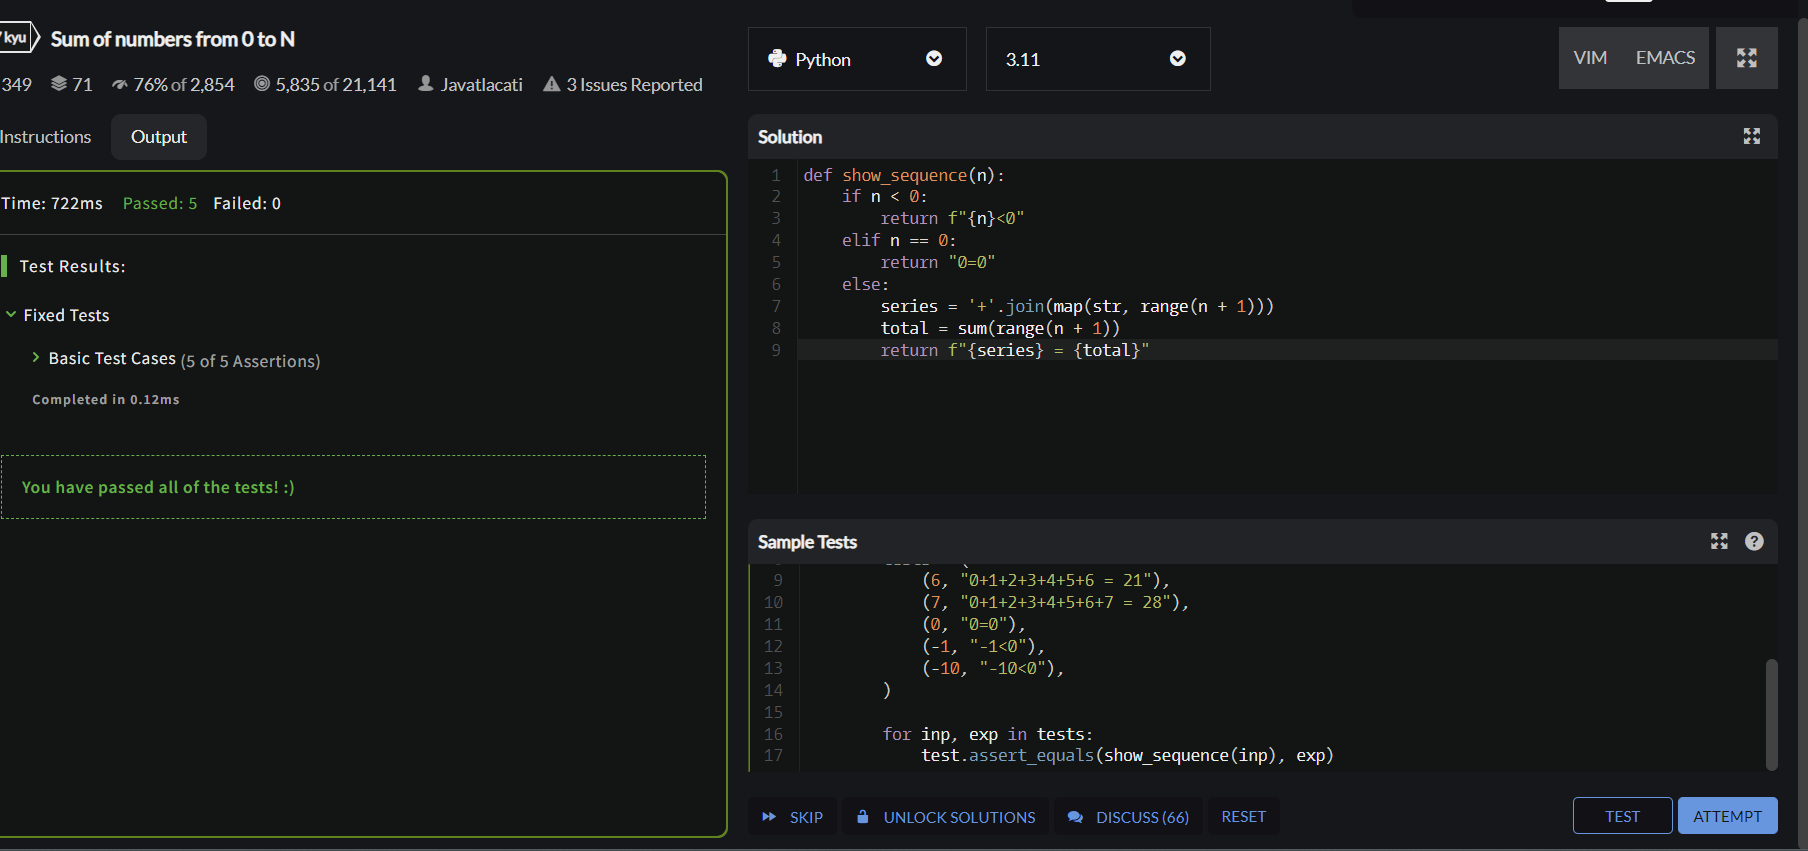 kyu Sum of numbers from 0 to N
349 71 76% of 2,854 5,835 of 21,141 Javatlacati 3 Issues Reported
Instructions Output
Time: 722ms Passed: 5 Failed: 0
Test Results:
Fixed Tests
Basic Test Cases (5 of 5 Assertions)
Completed in 0.12ms
You have passed all of the tests! :)
Python 3.11 VIM EMACS
Solution
1 def show_sequence(n):
2     if n < 0:
3         return f"{n}<0"
4     elif n == 0:
5         return "0=0"
6     else:
7         series = '+'.join(map(str, range(n + 1)))
8         total = sum(range(n + 1))
9         return f"{series} = {total}"
Sample Tests
9             (6, "0+1+2+3+4+5+6 = 21"),
10             (7, "0+1+2+3+4+5+6+7 = 28"),
11             (0, "0=0"),
12             (-1, "-1<0"),
13             (-10, "-10<0"),
14         )
15
16         for inp, exp in tests:
17             test.assert_equals(show_sequence(inp), exp)
SKIP UNLOCK SOLUTIONS DISCUSS (66) RESET TEST ATTEMPT